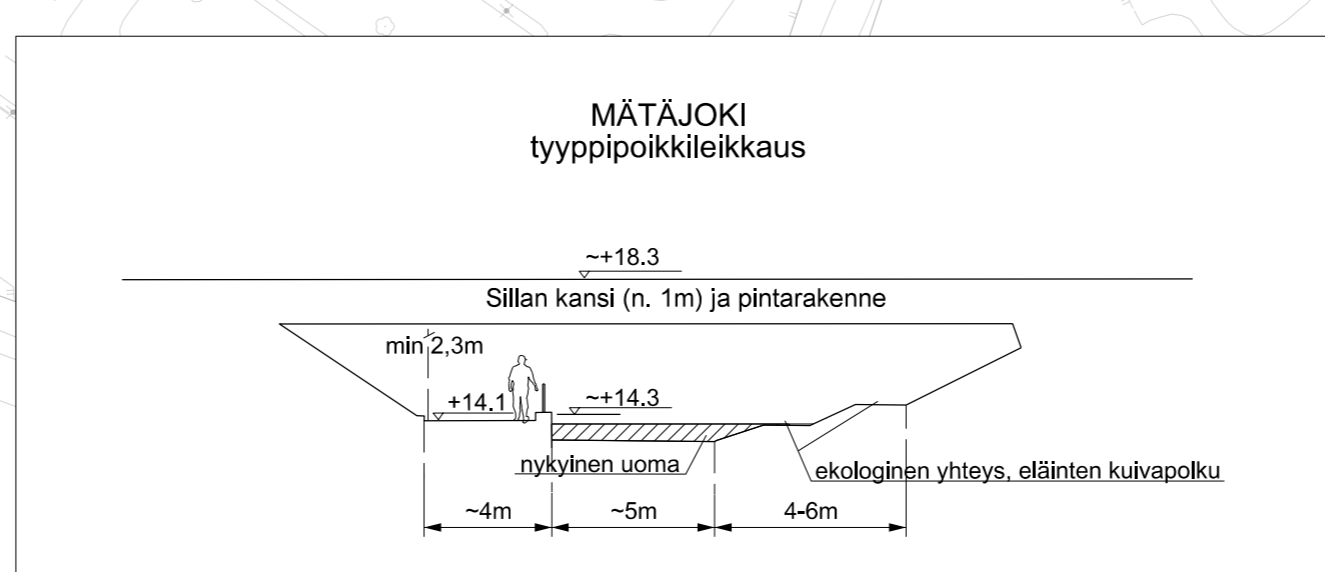 MÄTÄJOKI
tyyppipoikkileikkaus
~+18.3
Sillan kansi (n. 1m) ja pintarakenne
min 2,3m
+14.1
~+14.3
nykyinen uoma
ekologinen yhteys, eläinten kuivapolku
~4m
~5m
4-6m